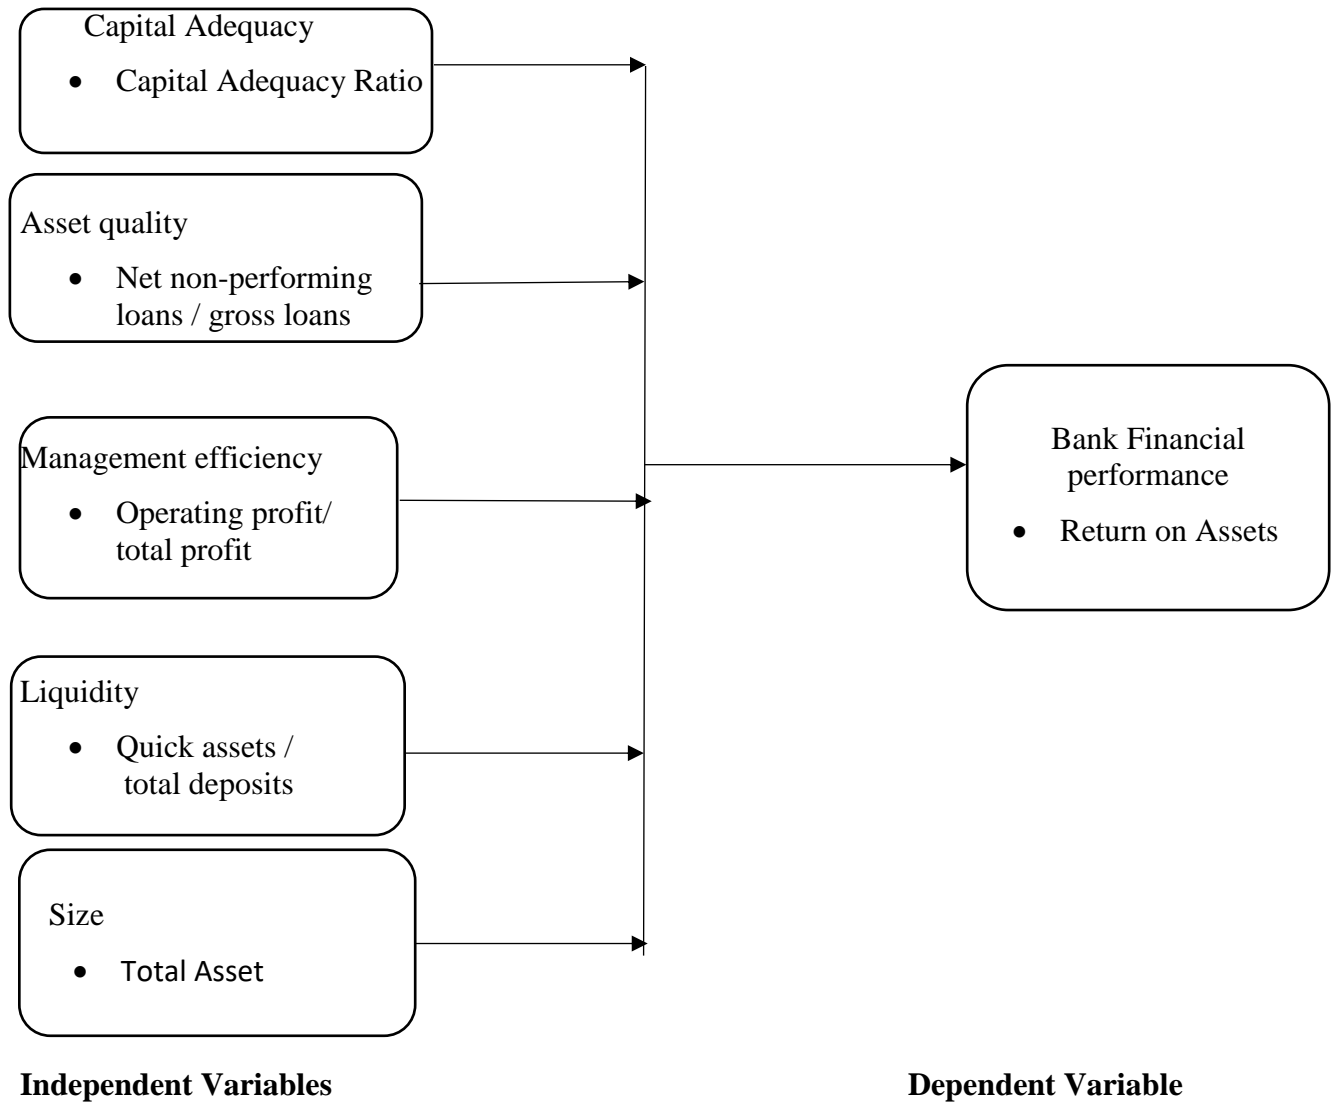 Capital Adequacy
• Capital Adequacy Ratio
Asset quality
• Net non-performing
loans / gross loans
Management efficiency
• Operating profit/
total profit
Liquidity
• Quick assets /
total deposits
Size
• Total Asset
Bank Financial
performance
• Return on Assets
Independent Variables
Dependent Variable